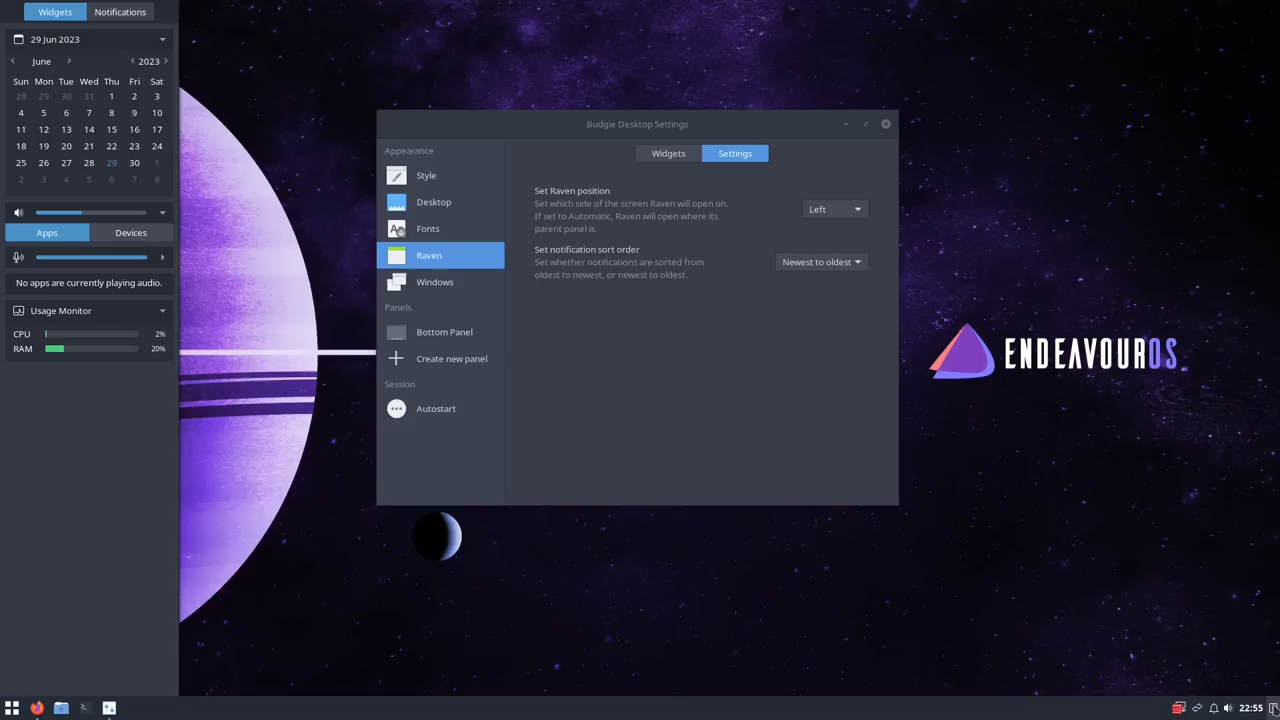 Widgets Notifications
29 Jun 2023
June 2023
Sun Mon Tue Wed Thu Fri Sat
28 29 30 31 1 2 3
4 5 6 7 8 9 10
11 12 13 14 15 16 17
18 19 20 21 22 23 24
25 26 27 28 29 30 1
2 3 4 5 6 7 8
Apps Devices
No apps are currently playing audio.
Usage Monitor
CPU 2%
RAM 20%
Budgie Desktop Settings
Appearance
Style
Desktop
Fonts
Raven
Windows
Panels
Bottom Panel
Create new panel
Session
Autostart
Widgets Settings
Set Raven position
Set which side of the screen Raven will open on.
If set to Automatic, Raven will open where its
parent panel is.
Left
Set notification sort order
Set whether notifications are sorted from
oldest to newest, or newest to oldest.
Newest to oldest
ENDEAVOUROS
22:55